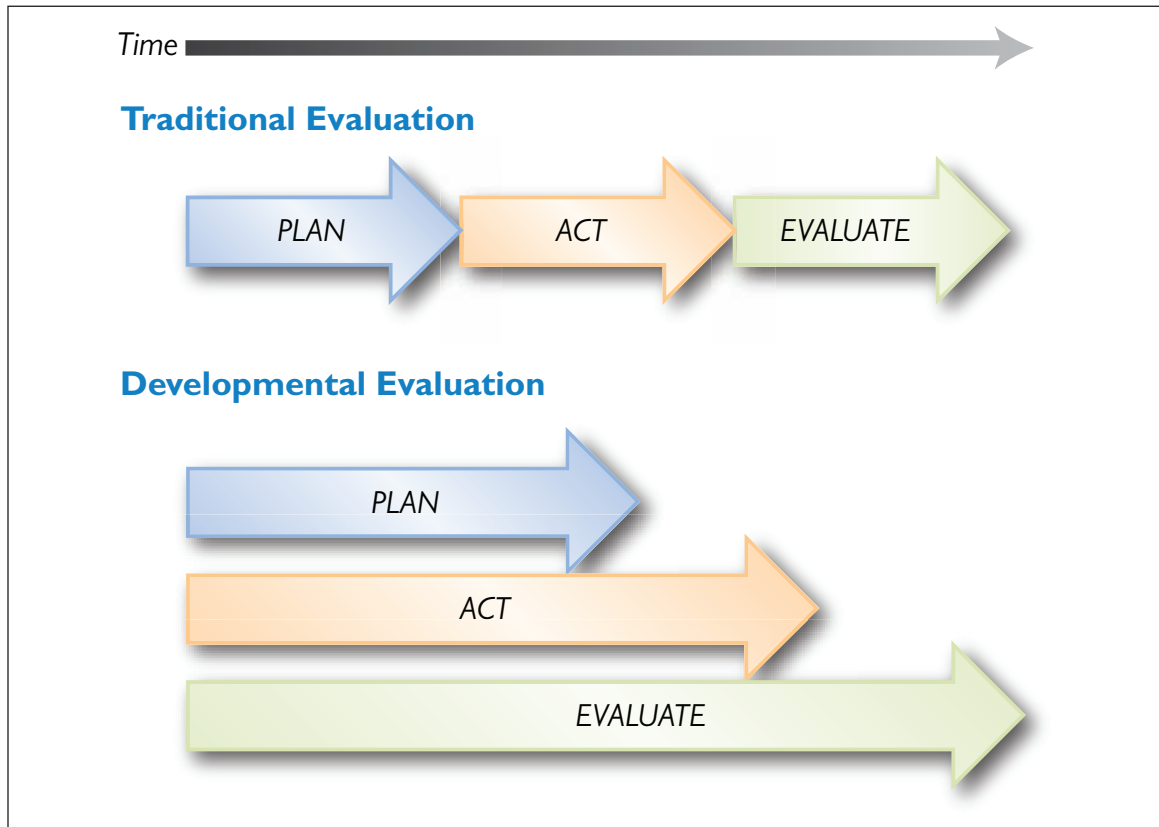 Time
Traditional Evaluation
PLAN
ACT
EVALUATE
Developmental Evaluation
PLAN
ACT
EVALUATE